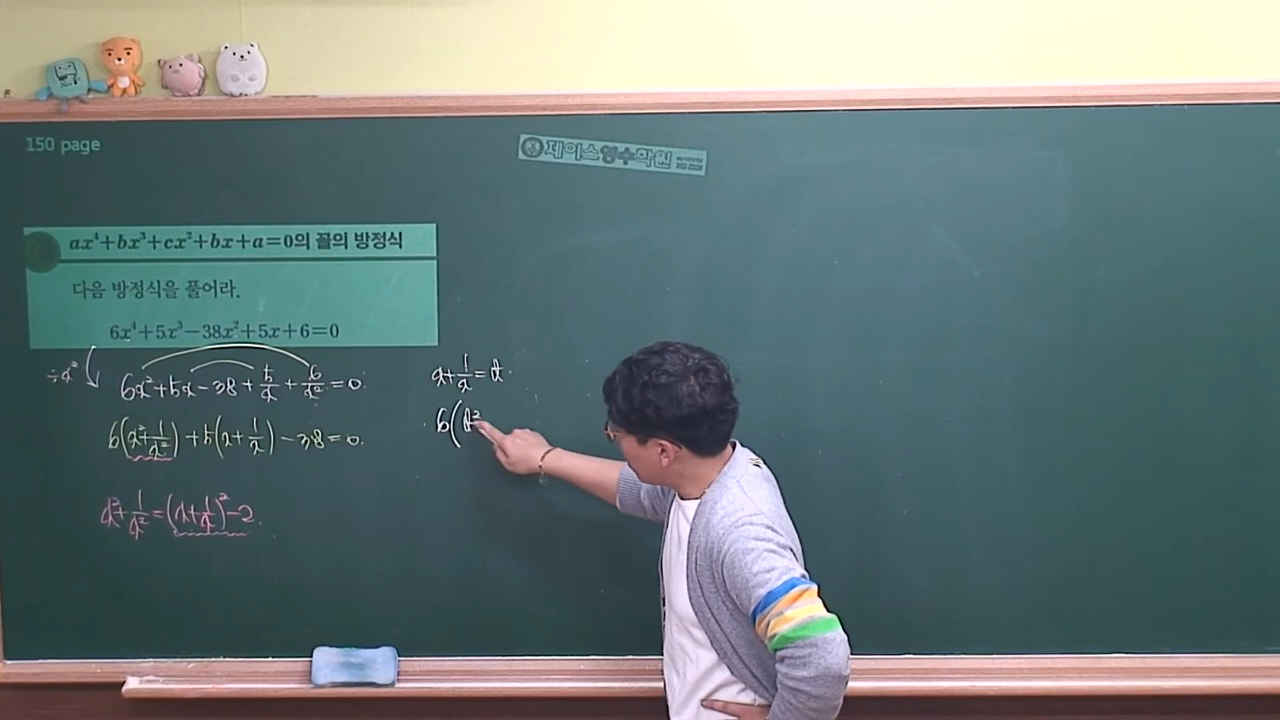 150 page
제이스영수학원
ax⁴+bx³+cx²+bx+a=0의 꼴의 방정식
다음 방정식을 풀어라.
6x⁴+5x³−38x²+5x+6=0
÷x²
6x²+5x−38+5/x+6/x²=0
6(x²+1/x²)+5(x+1/x)−38=0
x²+1/x²=(x+1/x)²−2
x+1/x=t
6(t²